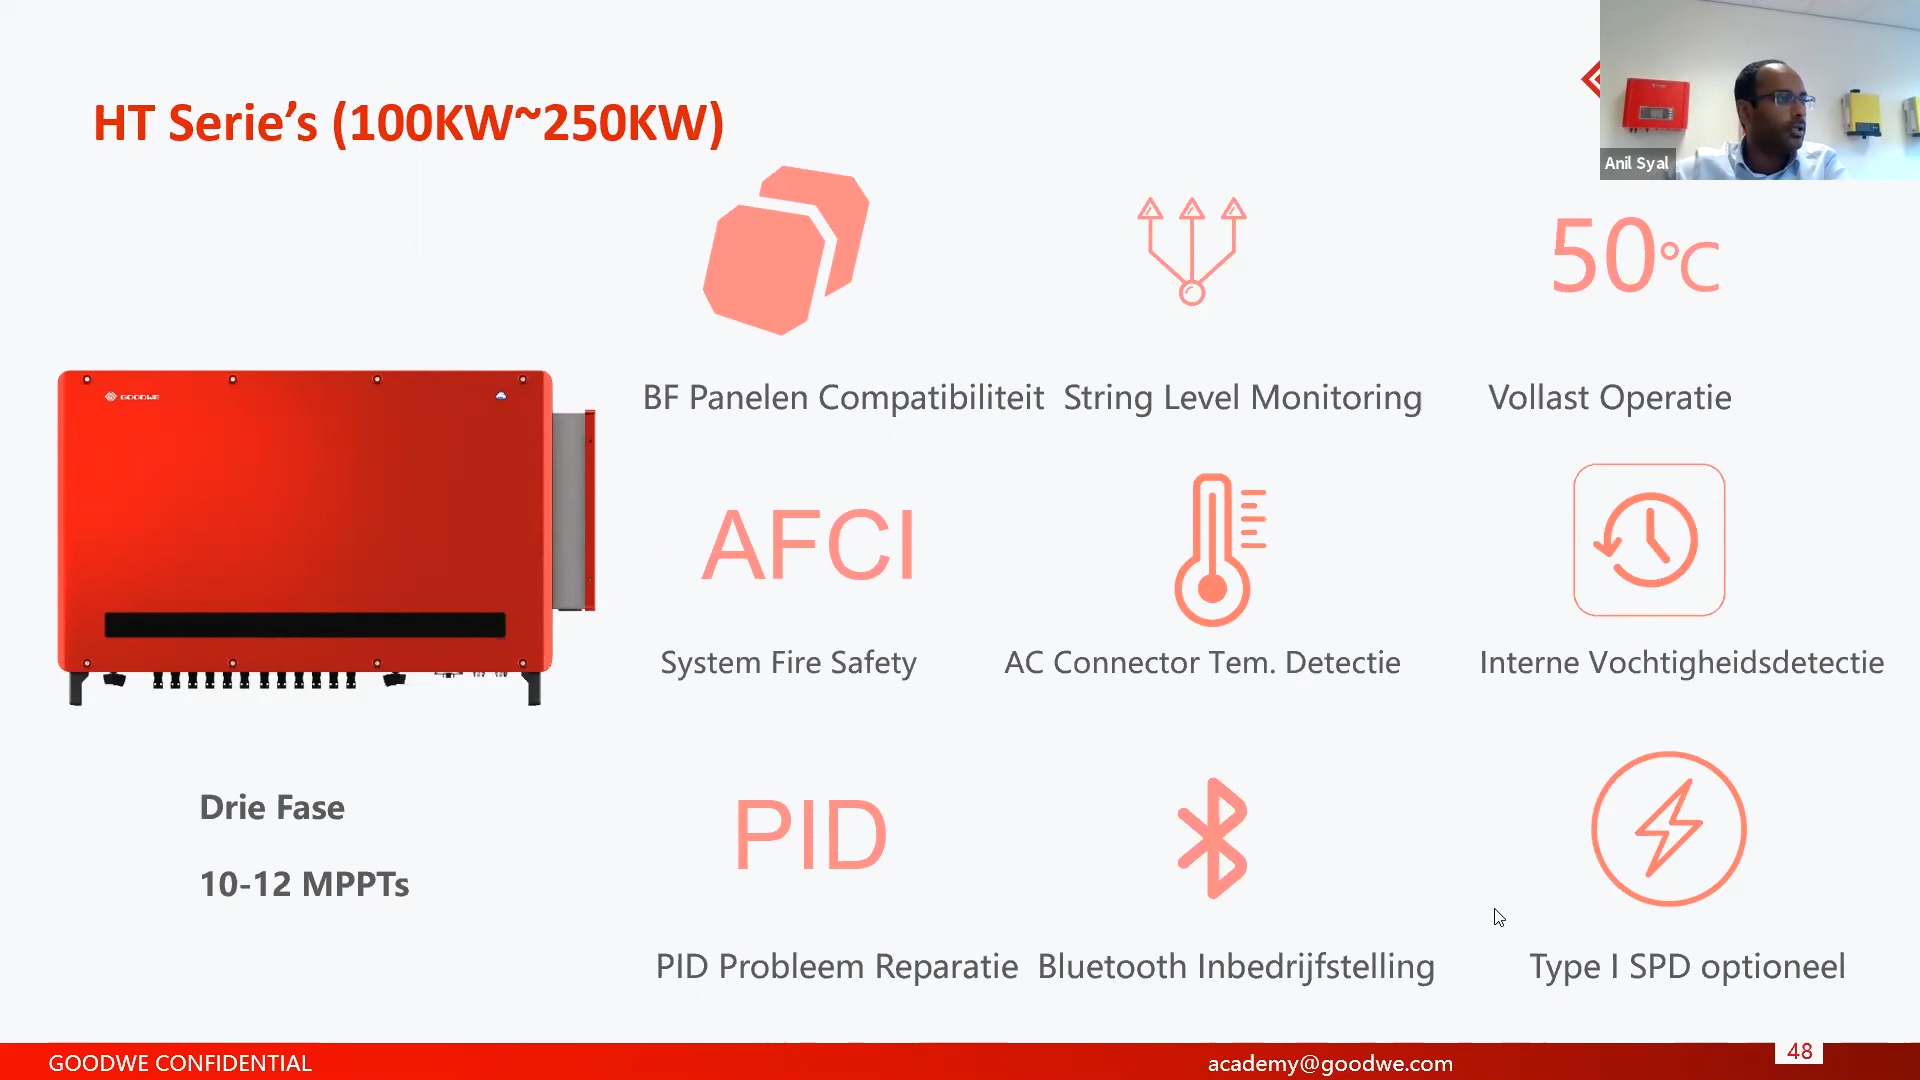 HT Serie’s (100KW~250KW)
Anil Syal
50°C
BF Panelen Compatibiliteit
String Level Monitoring
Vollast Operatie
GOODWE
AFCI
System Fire Safety
AC Connector Tem. Detectie
Interne Vochtigheidsdetectie
Drie Fase
10-12 MPPTs
PID
PID Probleem Reparatie
Bluetooth Inbedrijfstelling
Type I SPD optioneel
GOODWE CONFIDENTIAL
academy@goodwe.com
48